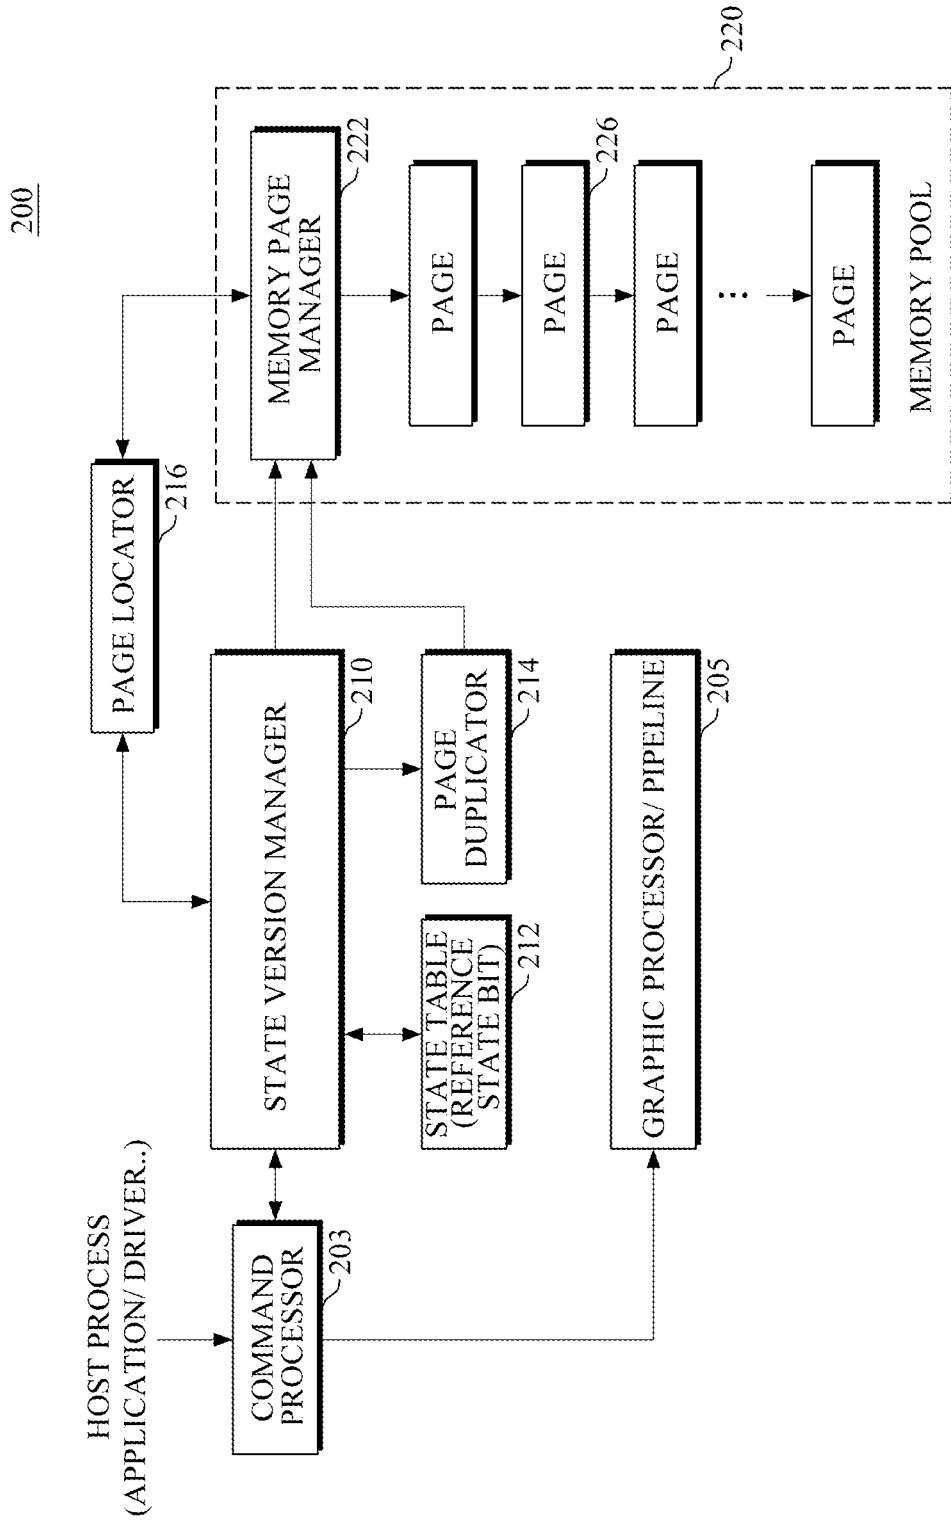 200
HOST PROCESS
(APPLICATION/ DRIVER..)
COMMAND
PROCESSOR
203
STATE VERSION MANAGER
210
STATE TABLE
(REFERENCE
STATE BIT)
212
PAGE
DUPLICATOR
214
GRAPHIC PROCESSOR/ PIPELINE
205
PAGE LOCATOR
216
MEMORY PAGE
MANAGER
222
PAGE
PAGE
226
PAGE
...
PAGE
MEMORY POOL
220